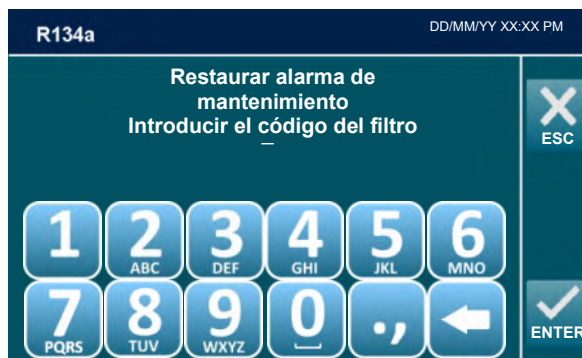 R134a
DD/MM/YY XX:XX PM
Restaurar alarma de
mantenimiento
Introducir el código del filtro
_
ESC
1 2 3 4 5 6
ABC DEF GHI JKL MNO
7 8 9 0 .,
PQRS TUV WXYZ
ENTER